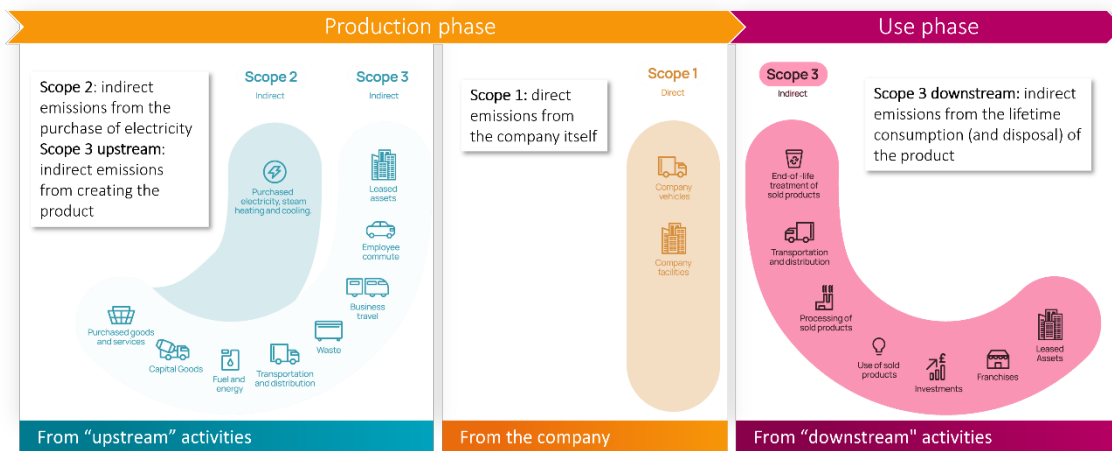 Production phase
Use phase
Scope 2: indirect
emissions from the
purchase of electricity
Scope 3 upstream:
indirect emissions
from creating the
product
Scope 2
Indirect
Scope 3
Indirect
Purchased
electricity, steam
heating and cooling.
Leased
assets
Employee
commute
Business
travel
Waste
Transportation
and distribution
Fuel and
energy
Capital Goods
Purchased goods
and services
From "upstream" activities
Scope 1: direct
emissions from
the company itself
Scope 1
Direct
Company
vehicles
Company
facilities
From the company
Scope 3
Indirect
Scope 3 downstream: indirect
emissions from the lifetime
consumption (and disposal) of
the product
End-of-life
treatment of
sold products
Transportation
and distribution
Processing of
sold products
Use of sold
products
£
Investments
Franchises
Leased
Assets
From "downstream" activities